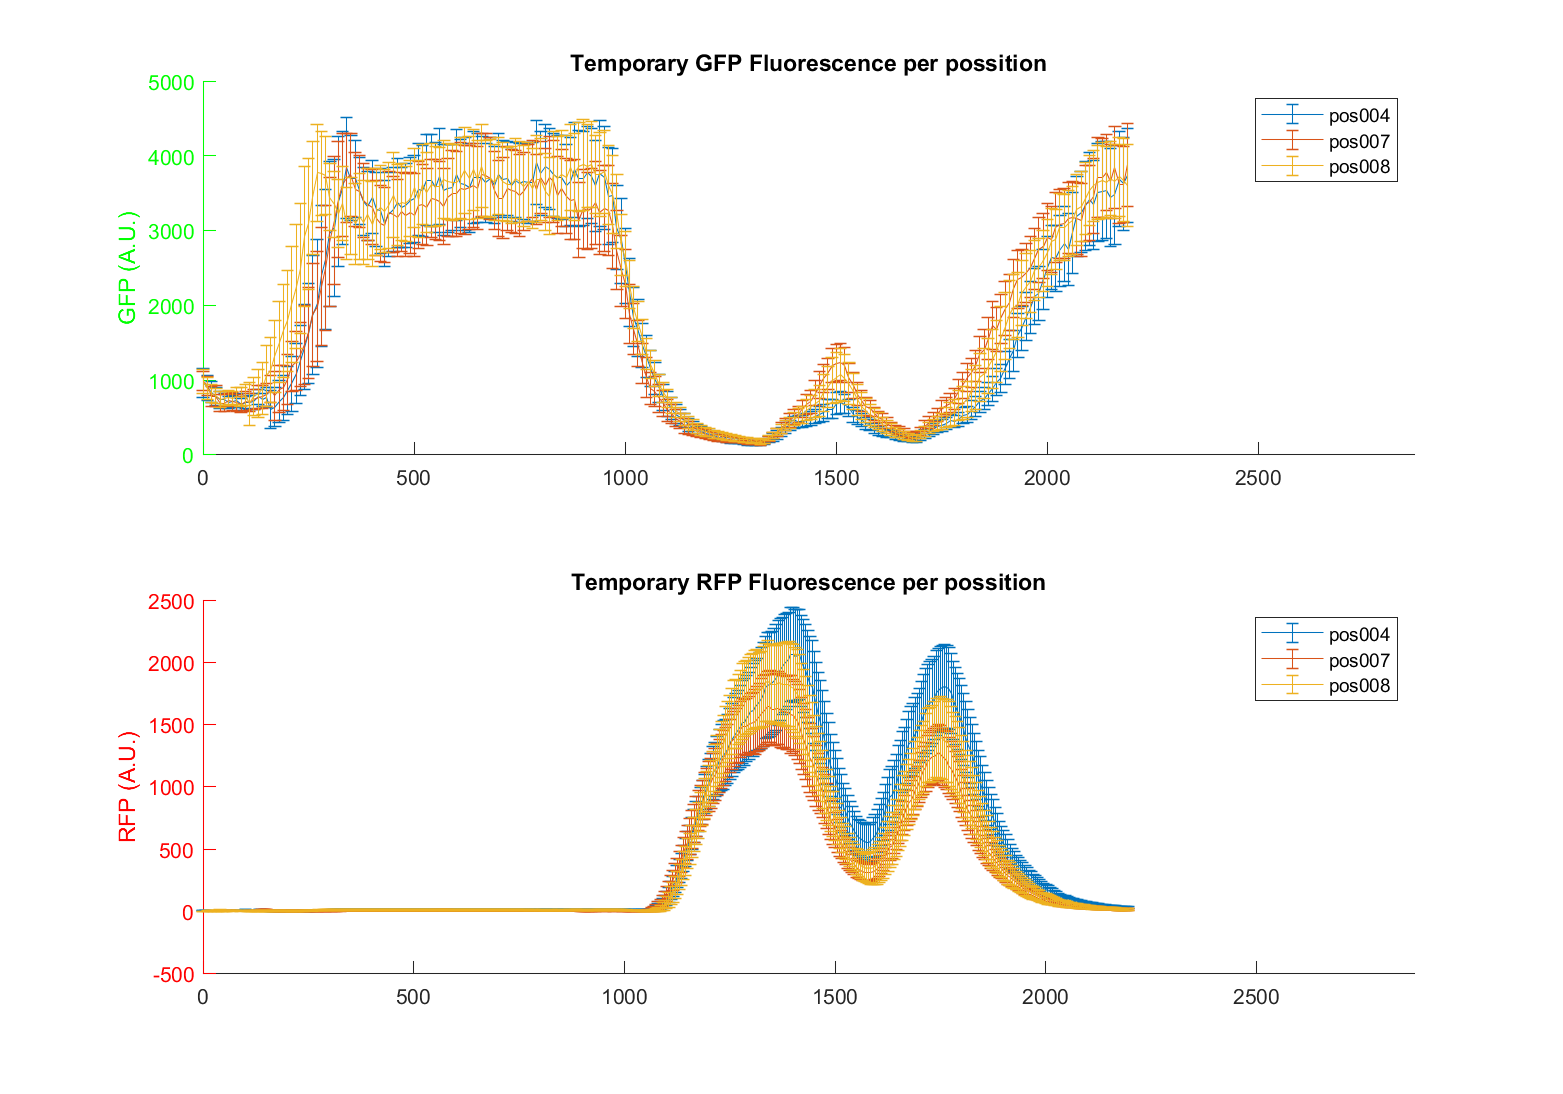 Temporary GFP Fluorescence per possition
5000
4000
3000
2000
1000
0
GFP (A.U.)
0 500 1000 1500 2000 2500
pos004
pos007
pos008
Temporary RFP Fluorescence per possition
2500
2000
1500
1000
500
0
-500
RFP (A.U.)
0 500 1000 1500 2000 2500
pos004
pos007
pos008